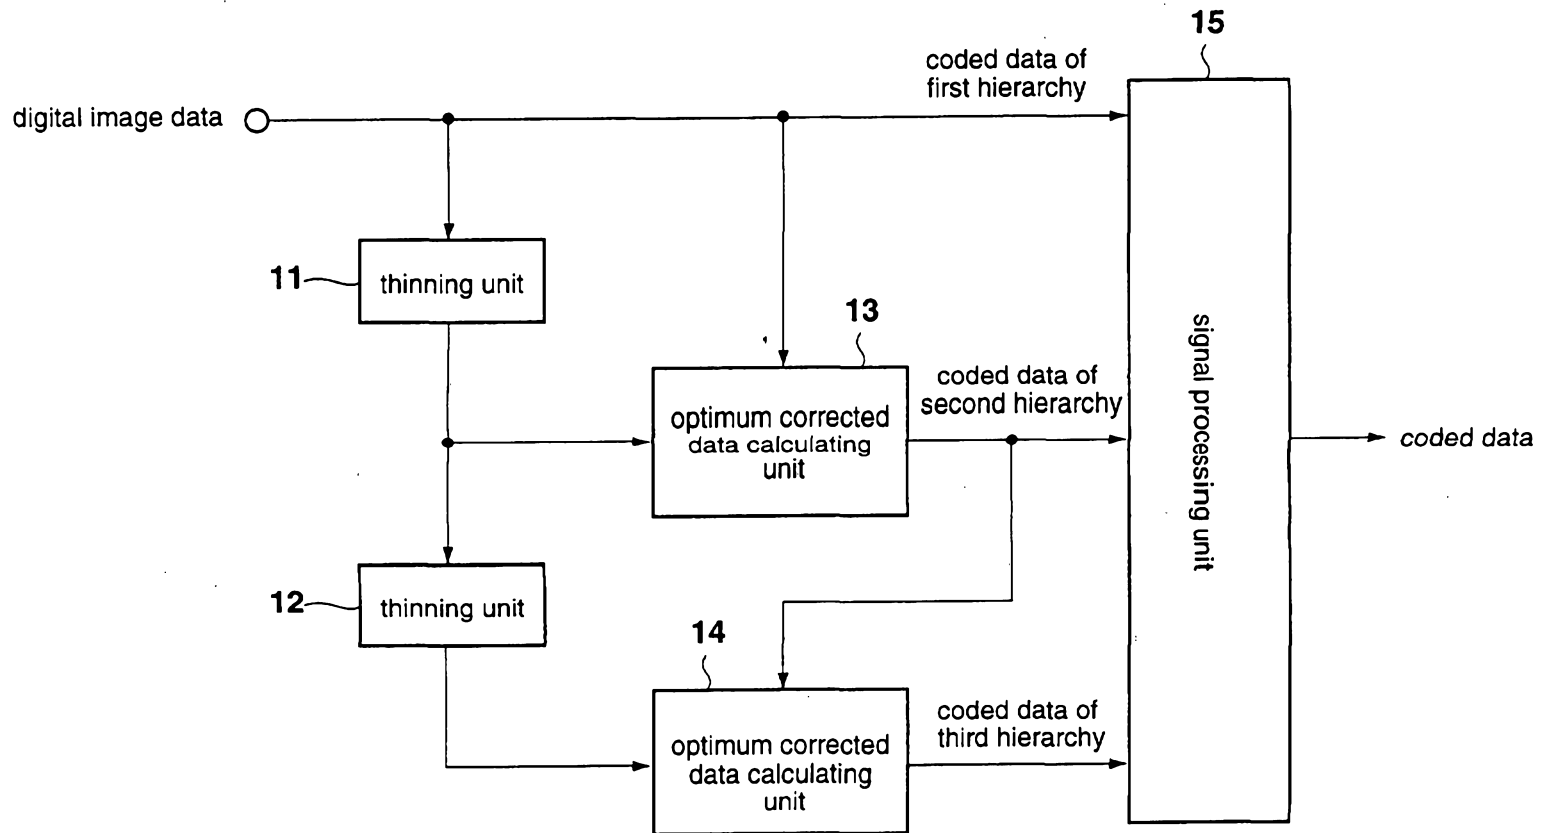 15
coded data of
first hierarchy
digital image data
11
thinning unit
13
optimum corrected
data calculating
unit
coded data of
second hierarchy
signal processing unit
coded data
12
thinning unit
14
optimum corrected
data calculating
unit
coded data of
third hierarchy